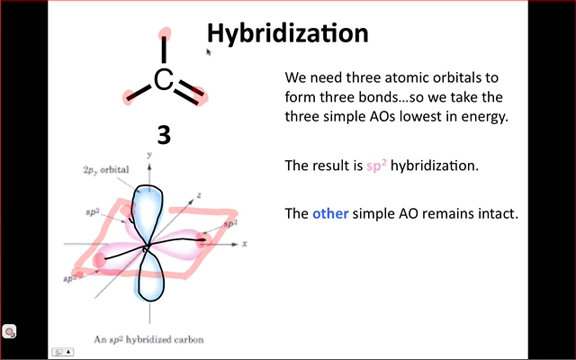 Hybridization
C
3
We need three atomic orbitals to
form three bonds...so we take the
three simple AOs lowest in energy.
The result is sp² hybridization.
The other simple AO remains intact.
y
2py orbital
z
sp²
sp²
x
sp²
An sp² hybridized carbon